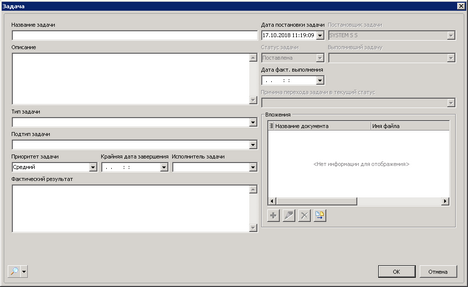 Задача
Название задачи
Дата постановки задачи
Постановщик задачи
17.10.2018 11:19:09
SYSTEM S.S
Описание
Статус задачи
Выполнивший задачу
Поставлена
Дата факт. выполнения
. . : :
Причина перехода задачи в текущий статус
Тип задачи
Подтип задачи
Приоритет задачи
Крайняя дата завершения
Исполнитель задачи
Средний
. . : :
Фактический результат
Вложения
Название документа
Имя файла
<Нет информации для отображения>
OK
Отмена